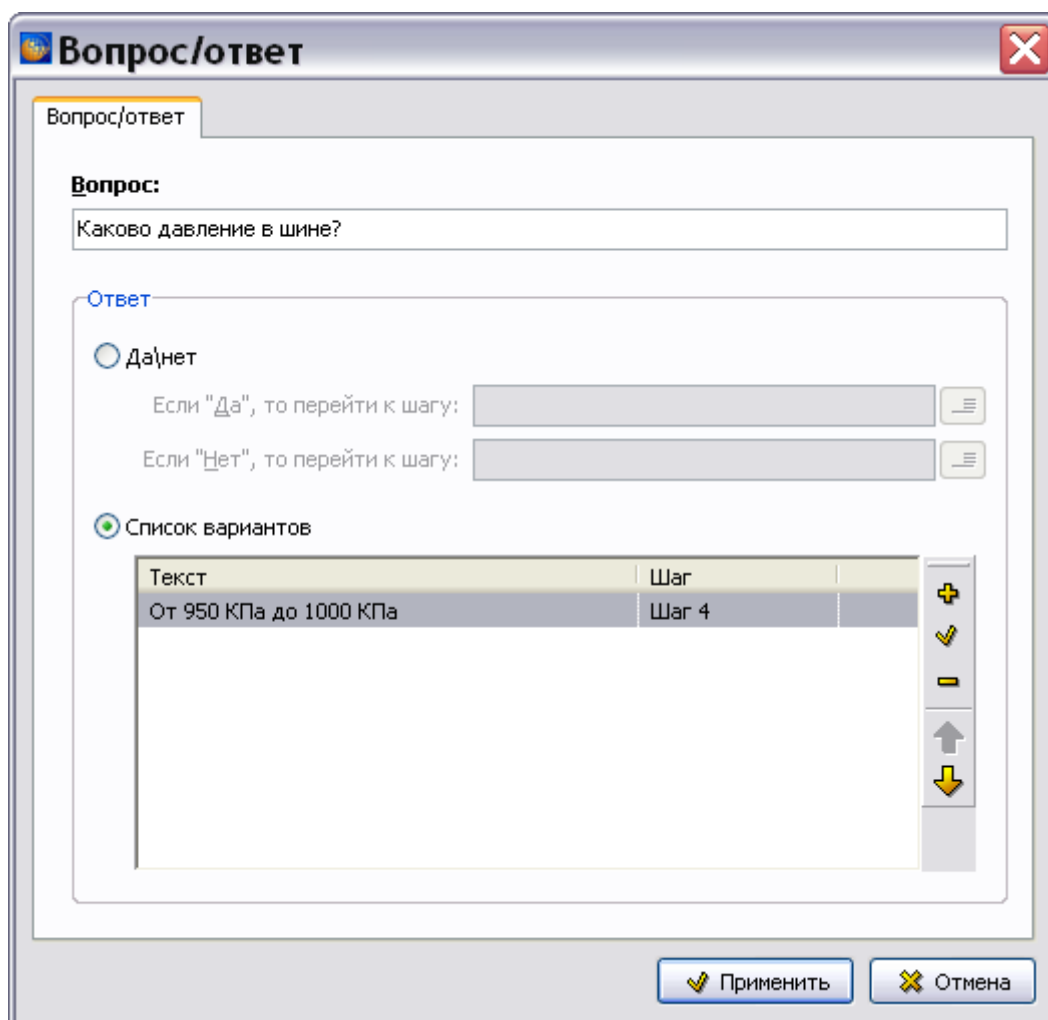 Вопрос/ответ
Вопрос/ответ
Вопрос:
Каково давление в шине?
Ответ
Да\нет
Если "Да", то перейти к шагу:
Если "Нет", то перейти к шагу:
Список вариантов
Текст Шаг
От 950 КПа до 1000 КПа Шаг 4
Применить Отмена